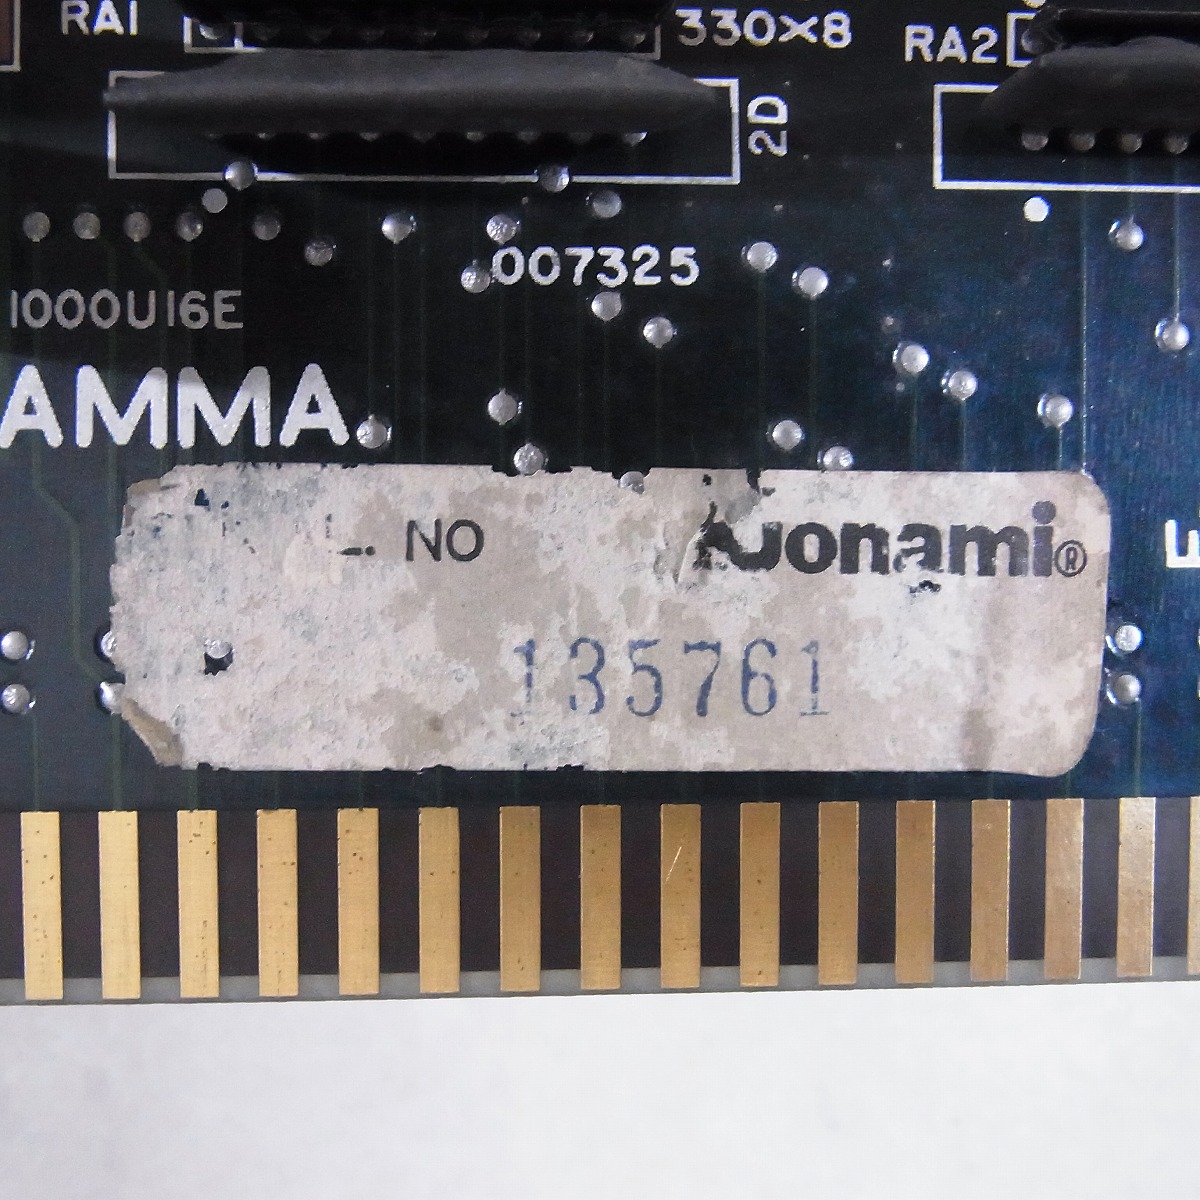 RA1
330×8
RA2
2D
007325
1000U16E
AMMA
NO
Konami®
135761